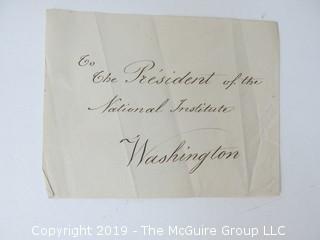 To
The President of the
National Institute
Washington
Copyright 2019 - The McGuire Group LLC